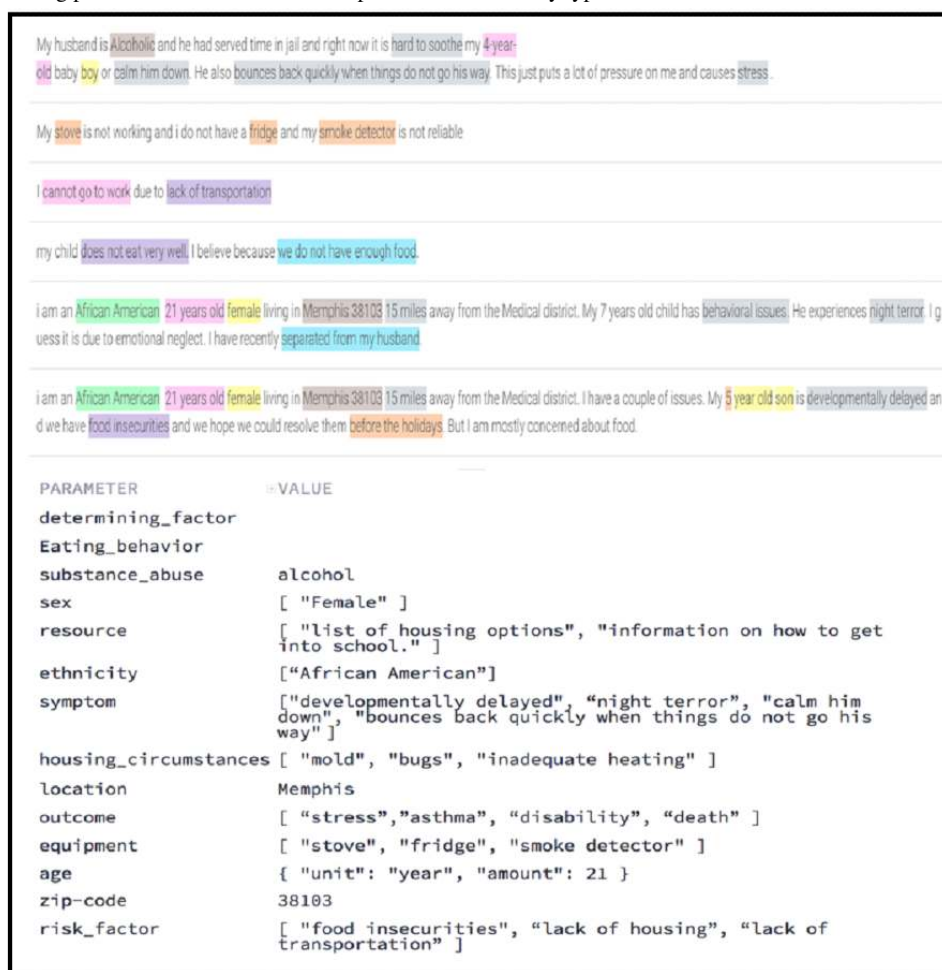 My husband is Alcoholic and he had served time in jail and right now it is hard to soothe my 4-year-
old baby boy or calm him down. He also bounces back quickly when things do not go his way. This just puts a lot of pressure on me and causes stress .
My stove is not working and i do not have a fridge and my smoke detector is not reliable
I cannot go to work due to lack of transportation
my child does not eat very well. I believe because we do not have enough food.
i am an African American 21 years old female living in Memphis 38103 15 miles away from the Medical district. My 7 years old child has behavioral issues. He experiences night terror. I g
uess it is due to emotional neglect. I have recently separated from my husband.
i am an African American 21 years old female living in Memphis 38103 15 miles away from the Medical district. I have a couple of issues. My 5 year old son is developmentally delayed an
d we have food insecurities and we hope we could resolve them before the holidays. But I am mostly concerned about food.
PARAMETER VALUE
determining_factor
Eating_behavior
substance_abuse alcohol
sex [ "Female" ]
resource [ "list of housing options", "information on how to get
into school." ]
ethnicity ["African American"]
symptom ["developmentally delayed", "night terror", "calm him
down", "bounces back quickly when things do not go his
way" ]
housing_circumstances [ "mold", "bugs", "inadequate heating" ]
location Memphis
outcome [ "stress","asthma", "disability", "death" ]
equipment [ "stove", "fridge", "smoke detector" ]
age { "unit": "year", "amount": 21 }
zip-code 38103
risk_factor [ "food insecurities", "lack of housing", "lack of
transportation" ]